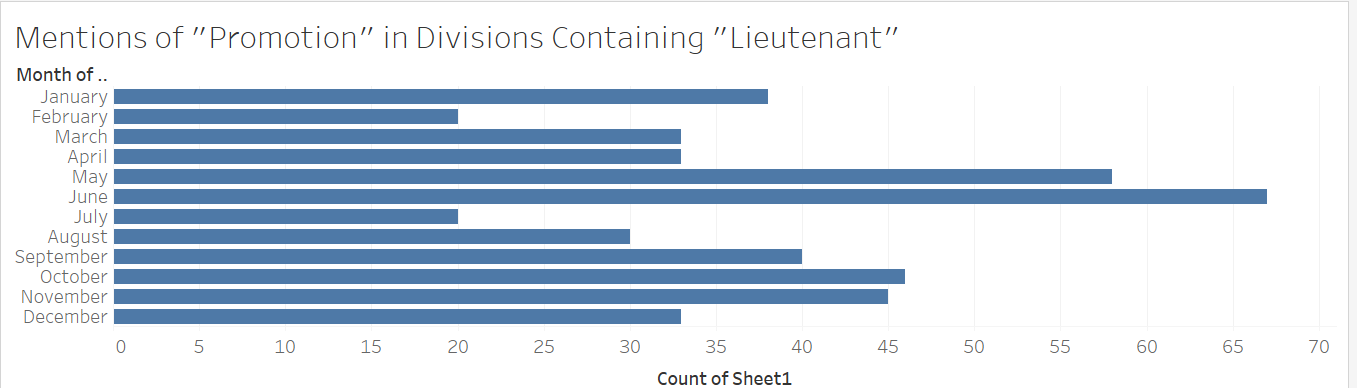 Mentions of "Promotion" in Divisions Containing "Lieutenant"
Month of ..
January
February
March
April
May
June
July
August
September
October
November
December
0 5 10 15 20 25 30 35 40 45 50 55 60 65 70
Count of Sheet1